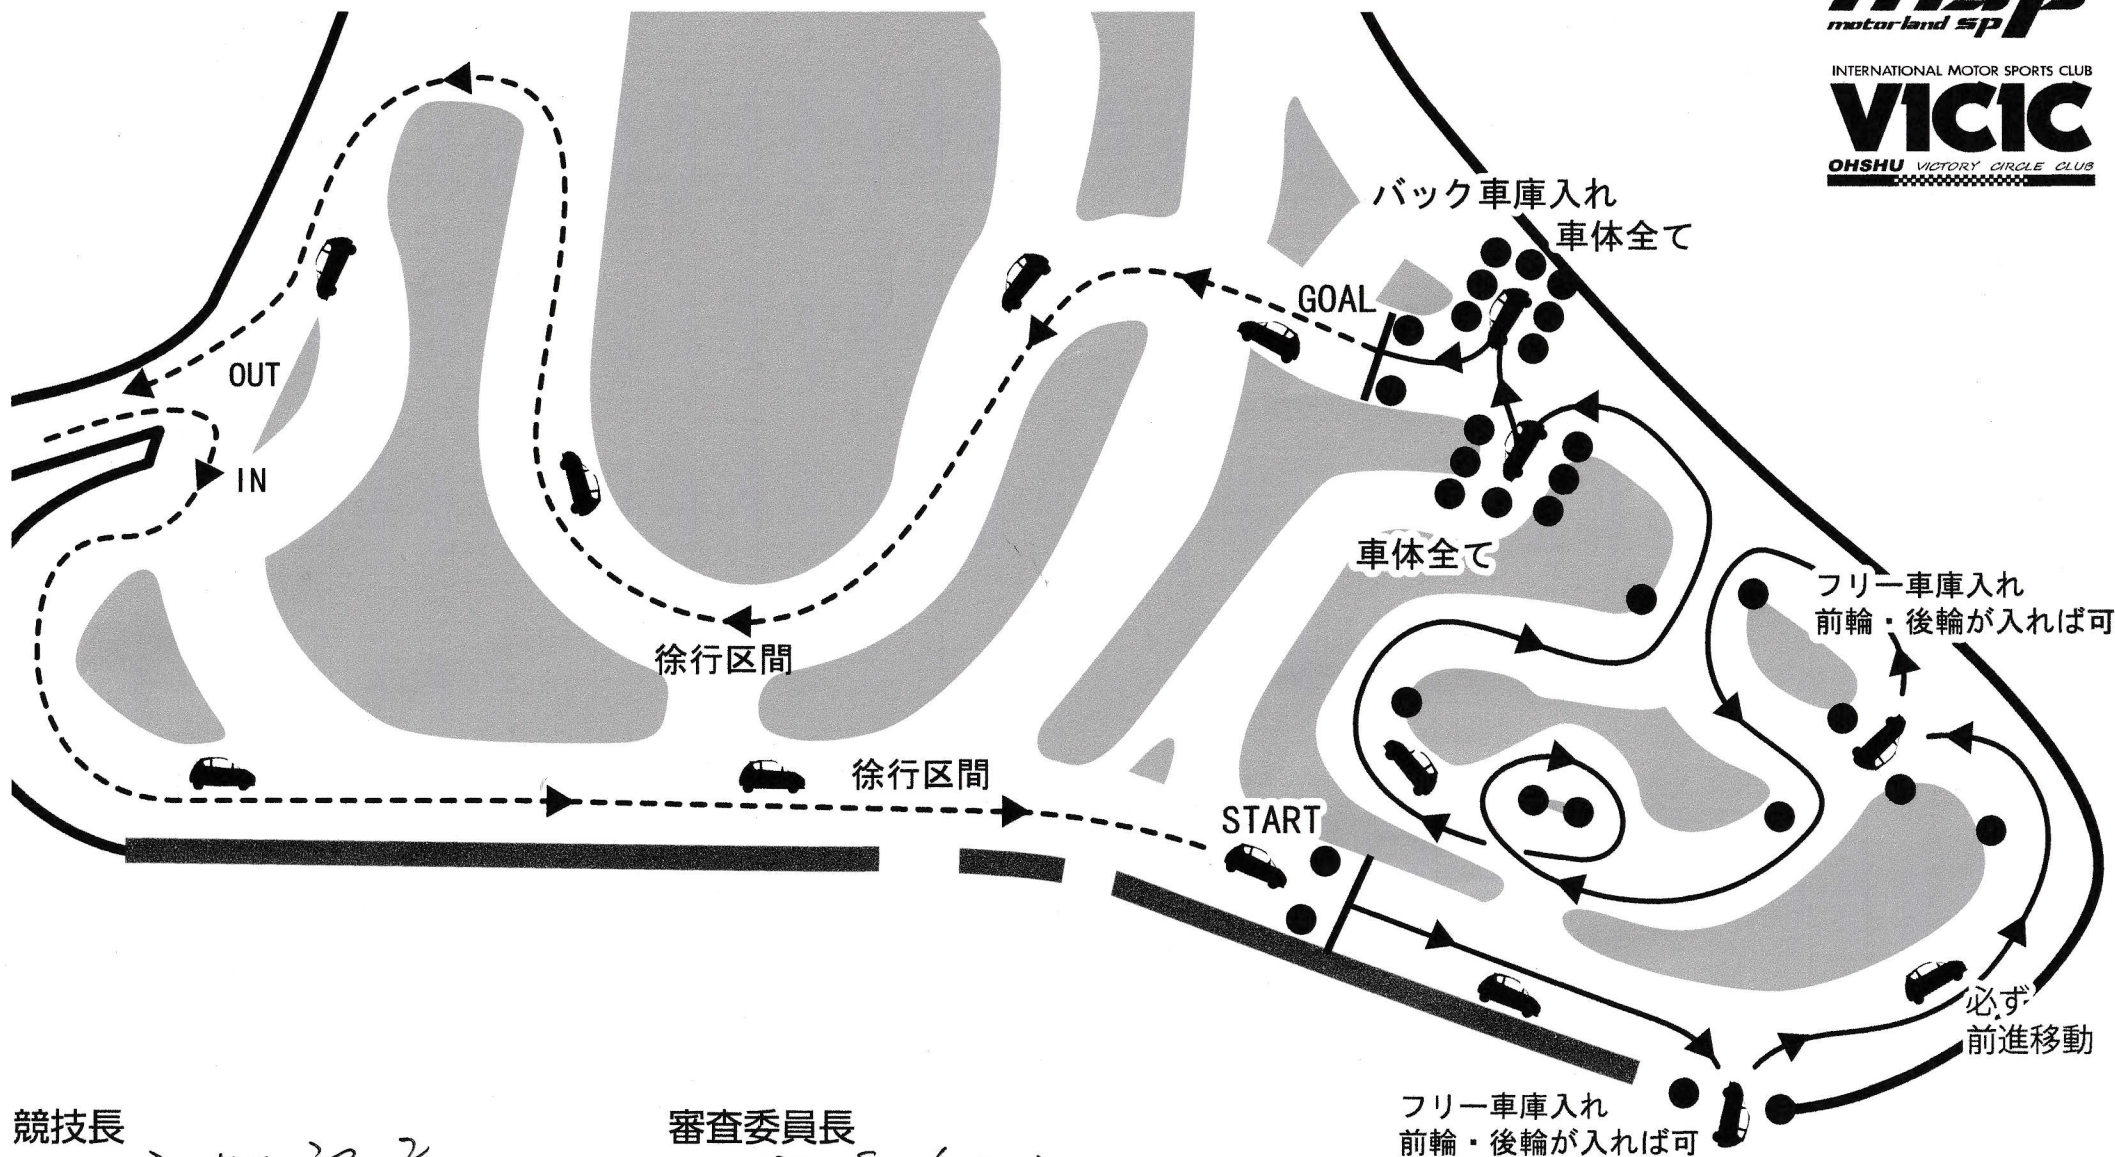 motorland sp
INTERNATIONAL MOTOR SPORTS CLUB
VICIC
OHSHU VICTORY CIRCLE CLUB
バック車庫入れ
車体全て
GOAL
OUT
IN
車体全て
フリー車庫入れ
前輪・後輪が入れば可
徐行区間
徐行区間
START
必ず
前進移動
フリー車庫入れ
前輪・後輪が入れば可
競技長
審査委員長